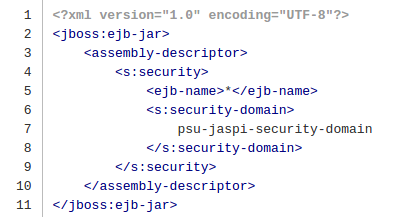 1 <?xml version="1.0" encoding="UTF-8"?>
2 <jboss:ejb-jar>
3 <assembly-descriptor>
4 <s:security>
5 <ejb-name>*</ejb-name>
6 <s:security-domain>
7 psu-jaspi-security-domain
8 </s:security-domain>
9 </s:security>
10 </assembly-descriptor>
11 </jboss:ejb-jar>